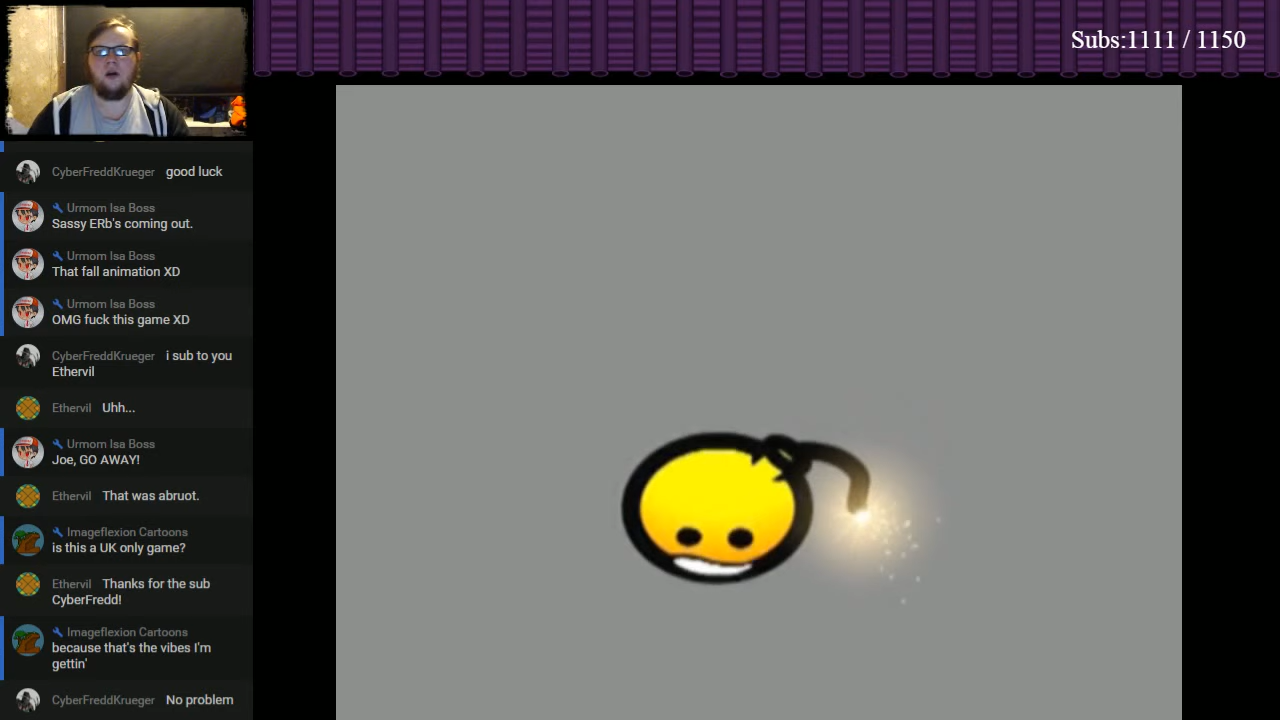 Subs:1111 / 1150
CyberFreddKrueger good luck
Urmom Isa Boss
Sassy ERb's coming out.
Urmom Isa Boss
That fall animation XD
Urmom Isa Boss
OMG fuck this game XD
CyberFreddKrueger i sub to you
Ethervil
Ethervil Uhh...
Urmom Isa Boss
Joe, GO AWAY!
Ethervil That was abruot.
Imageflexion Cartoons
is this a UK only game?
Ethervil Thanks for the sub
CyberFredd!
Imageflexion Cartoons
because that's the vibes I'm
gettin'
CyberFreddKrueger No problem